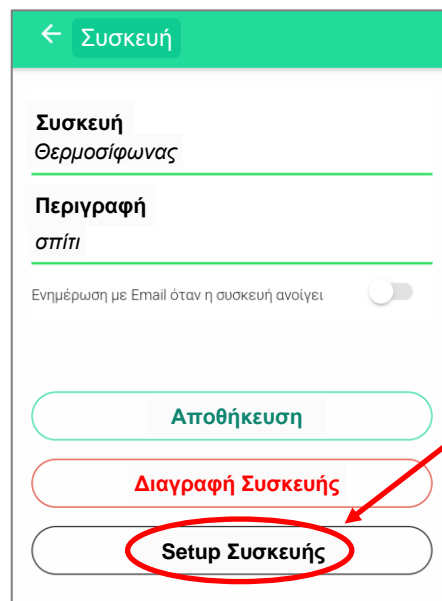 Συσκευή
Συσκευή
Θερμοσίφωνας
Περιγραφή
σπίτι
Ενημέρωση με Email όταν η συσκευή ανοίγει
Αποθήκευση
Διαγραφή Συσκευής
Setup Συσκευής